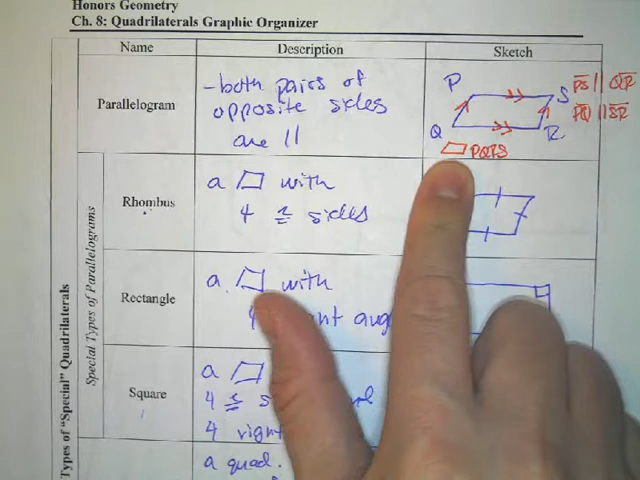 Honors Geometry
Ch. 8: Quadrilaterals Graphic Organizer
Name Description Sketch
Types of "Special" Quadrilaterals
Special Types of Parallelograms
Parallelogram
- both pairs of
opposite sides
are //
P S
Q R
▱ PQRS
PS // QR
PQ // SR
Rhombus
a ▱ with
4 ≅ sides
Rectangle
a ▱ with
4
Square
a ▱
4 ≅
4 right
a quad.